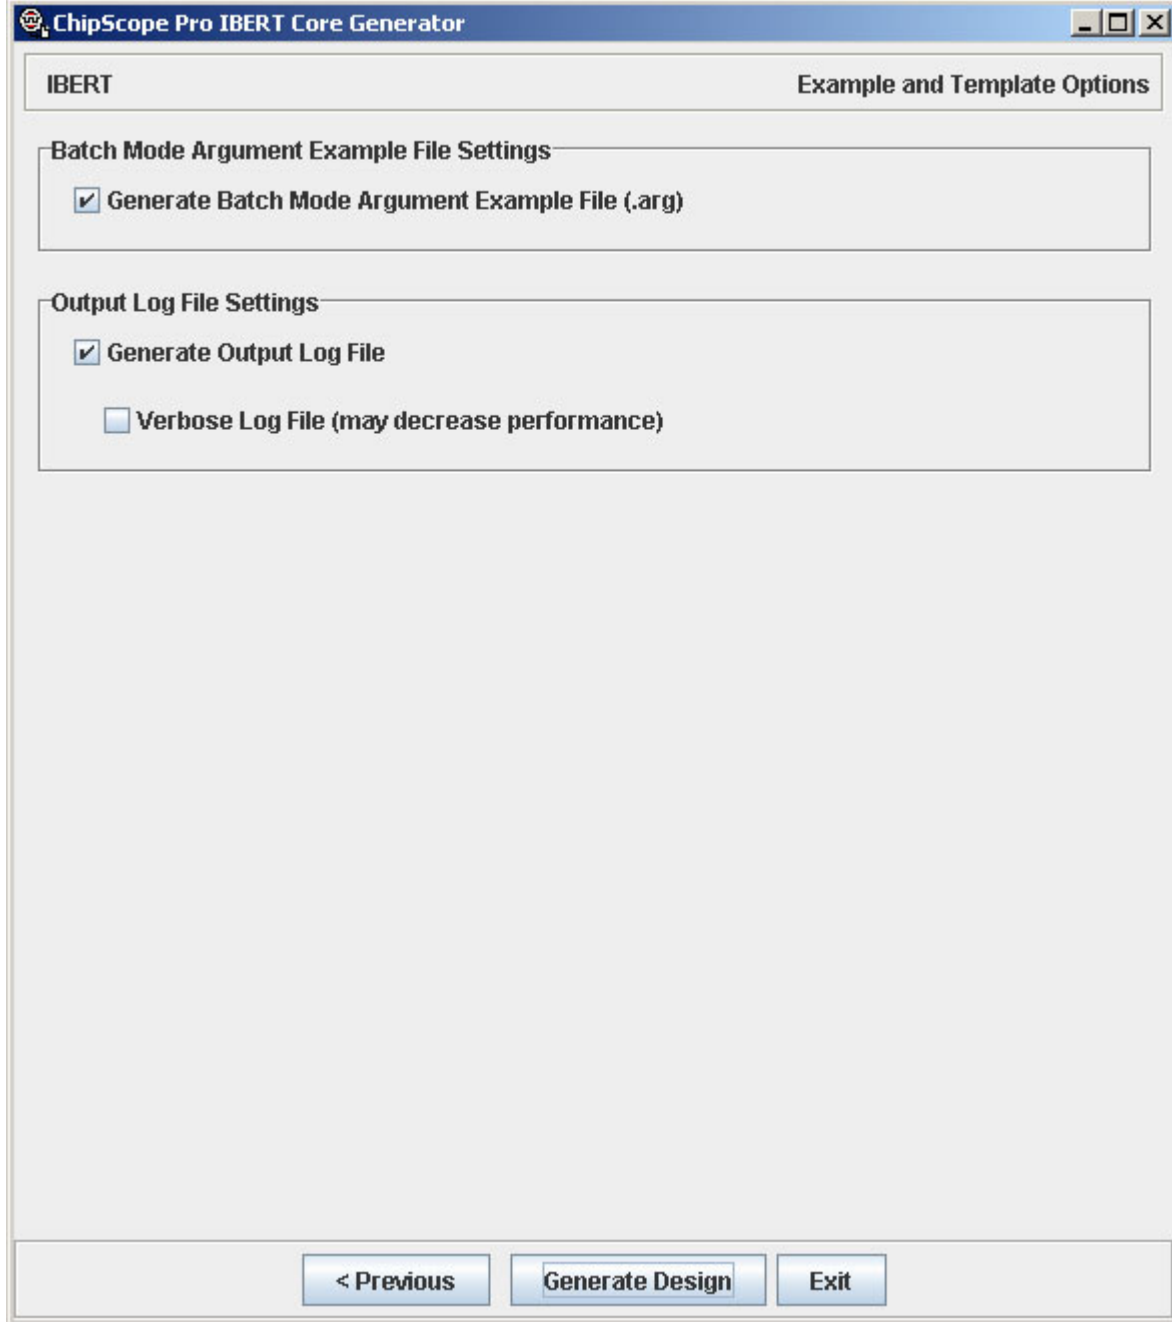 ChipScope Pro IBERT Core Generator
IBERT Example and Template Options
Batch Mode Argument Example File Settings
Generate Batch Mode Argument Example File (.arg)
Output Log File Settings
Generate Output Log File
Verbose Log File (may decrease performance)
< Previous Generate Design Exit